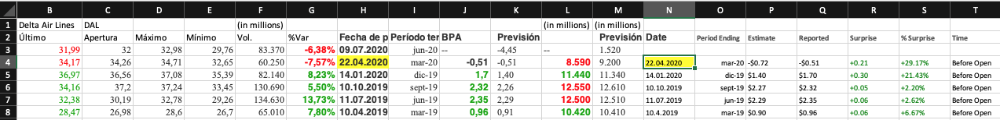 B C D E F G H I J K L M N O P Q R S T
1 Delta Air Lines DAL (in millions) (in millions) (in millions)
2 Último Apertura Máximo Mínimo Vol. %Var Fecha de p Período ter BPA Previsión Previsión Date Period Ending Estimate Reported Surprise % Surprise Time
3 31,99 32 32,98 29,76 83.370 -6,38% 09.07.2020 jun-20 -- -4,45 -- 1.520
4 34,17 34,26 34,71 32,65 60.250 -7,57% 22.04.2020 mar-20 -0,51 -0,51 8.590 9.200 22.04.2020 mar-20 -$0.72 -$0.51 +0.21 +29.17% Before Open
5 36,97 36,56 37,08 35,39 82.140 8,23% 14.01.2020 dic-19 1,7 1,40 11.440 11.340 14.01.2020 dic-19 $1.40 $1.70 +0.30 +21.43% Before Open
6 34,16 37,2 37,24 33,45 130.690 5,50% 10.10.2019 sept-19 2,32 2,26 12.550 12.610 10.10.2019 sept-19 $2.27 $2.32 +0.05 +2.20% Before Open
7 32,38 30,19 32,78 29,26 134.630 13,73% 11.07.2019 jun-19 2,35 2,29 12.500 12.510 11.07.2019 jun-19 $2.29 $2.35 +0.06 +2.62% Before Open
8 28,47 26,98 28,6 26,7 65.010 7,80% 10.04.2019 mar-19 0,96 0,91 10.420 10.410 10.4.2019 mar-19 $0.90 $0.96 +0.06 +6.67% Before Open